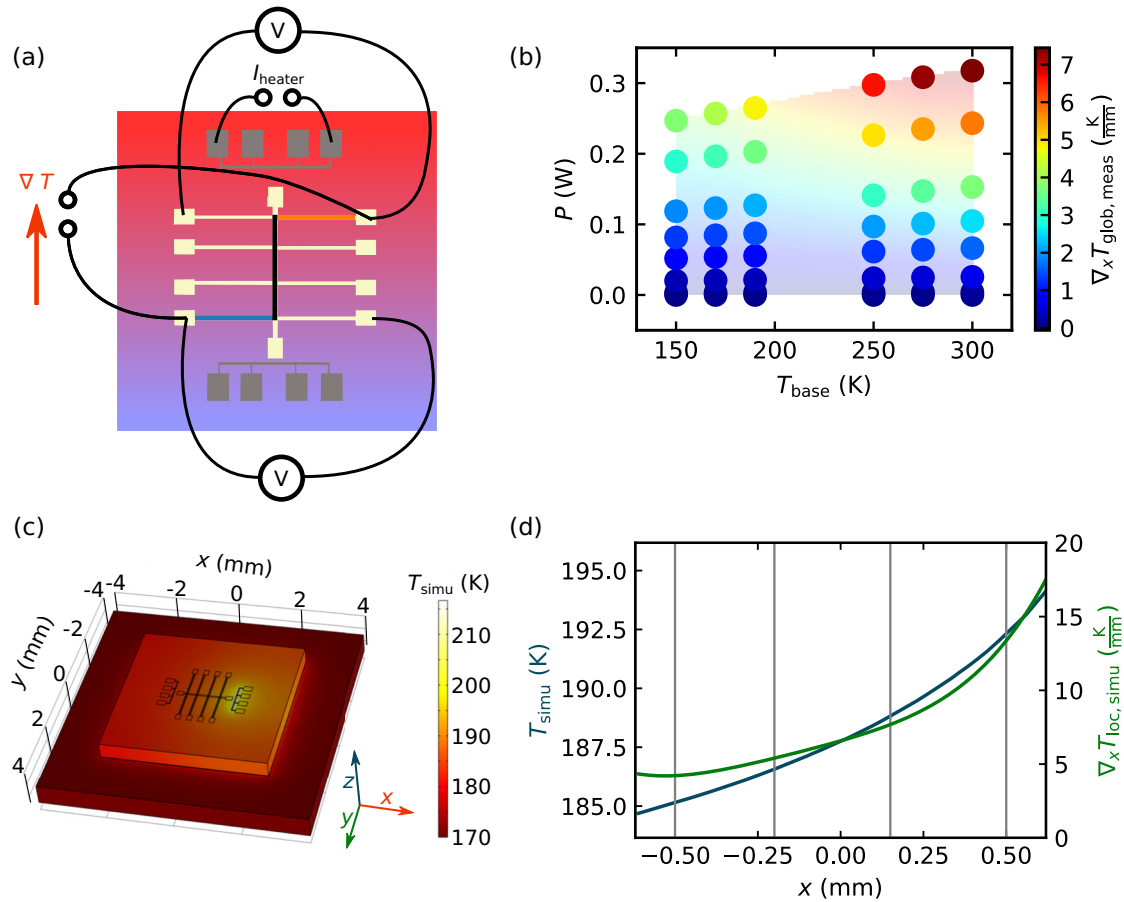 (a)
V
I_heater
∇ T
V
(b)
P (W)
0.3
0.2
0.1
0.0
150 200 250 300
T_base (K)
7
6
5
4
3
2
1
0
∇_x T_glob, meas (K/mm)
(c)
x (mm)
-4 -2 0 2 4
y (mm)
-4
-2
0
2
4
T_simu (K)
210
200
190
180
170
z
x
y
(d)
T_simu (K)
195.0
192.5
190.0
187.5
185.0
−0.50 −0.25 0.00 0.25 0.50
x (mm)
20
15
10
5
0
∇_x T_loc, simu (K/mm)